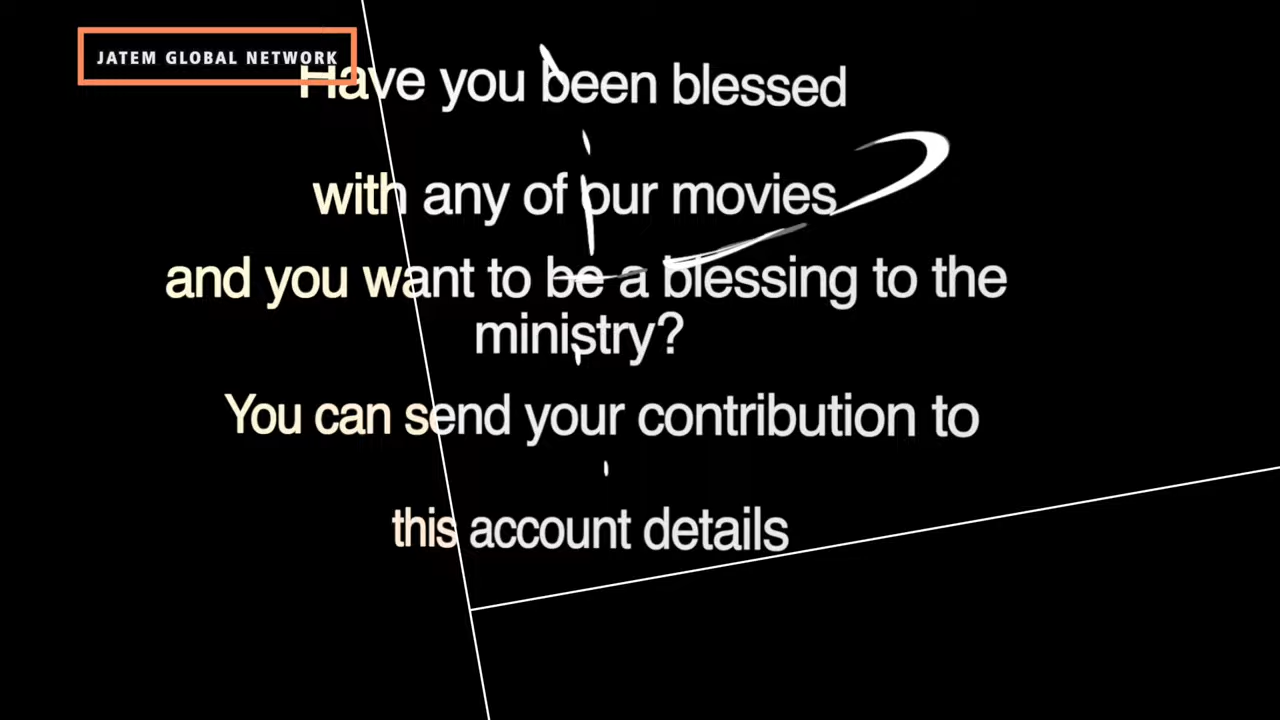 JATEM GLOBAL NETWORK
Have you been blessed
with any of our movies
and you want to be a blessing to the
ministry?
You can send your contribution to
this account details